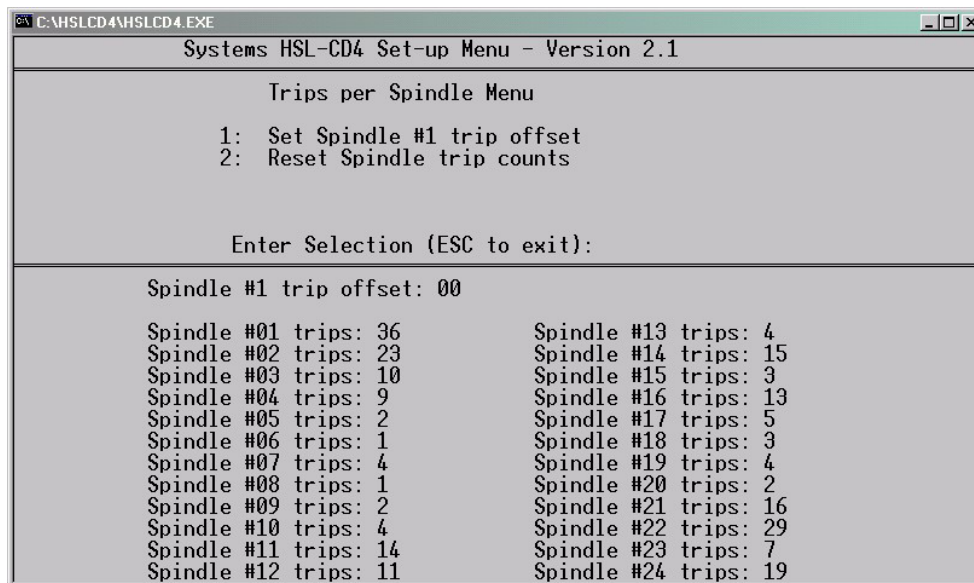 C:\HSLCD4\HSLCD4.EXE
Systems HSL-CD4 Set-up Menu - Version 2.1
Trips per Spindle Menu
1: Set Spindle #1 trip offset
2: Reset Spindle trip counts
Enter Selection (ESC to exit):
Spindle #1 trip offset: 00
Spindle #01 trips: 36 Spindle #13 trips: 4
Spindle #02 trips: 23 Spindle #14 trips: 15
Spindle #03 trips: 10 Spindle #15 trips: 3
Spindle #04 trips: 9 Spindle #16 trips: 13
Spindle #05 trips: 2 Spindle #17 trips: 5
Spindle #06 trips: 1 Spindle #18 trips: 3
Spindle #07 trips: 4 Spindle #19 trips: 4
Spindle #08 trips: 1 Spindle #20 trips: 2
Spindle #09 trips: 2 Spindle #21 trips: 16
Spindle #10 trips: 4 Spindle #22 trips: 29
Spindle #11 trips: 14 Spindle #23 trips: 7
Spindle #12 trips: 11 Spindle #24 trips: 19